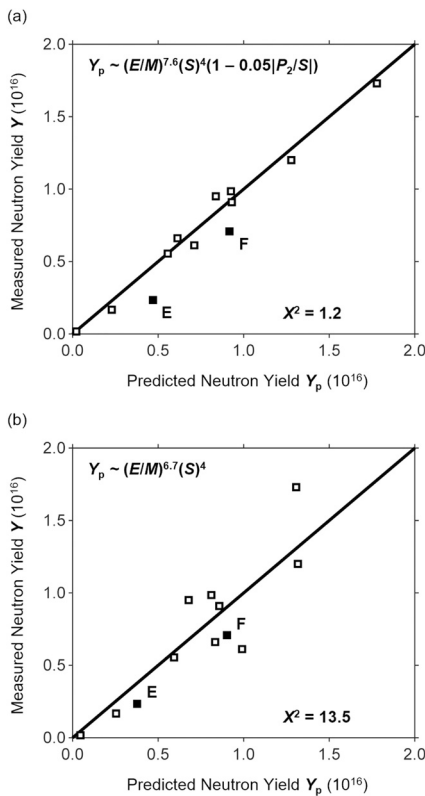 (a)
Yₚ ~ (E/M)⁷·⁶(S)⁴(1 – 0.05|P₂/S|)
2.0
1.5
1.0
0.5
0.0
Measured Neutron Yield Y (10¹⁶)
F
E
X² = 1.2
0.0 0.5 1.0 1.5 2.0
Predicted Neutron Yield Yₚ (10¹⁶)
(b)
Yₚ ~ (E/M)⁶·⁷(S)⁴
2.0
1.5
1.0
0.5
0.0
Measured Neutron Yield Y (10¹⁶)
F
E
X² = 13.5
0.0 0.5 1.0 1.5 2.0
Predicted Neutron Yield Yₚ (10¹⁶)